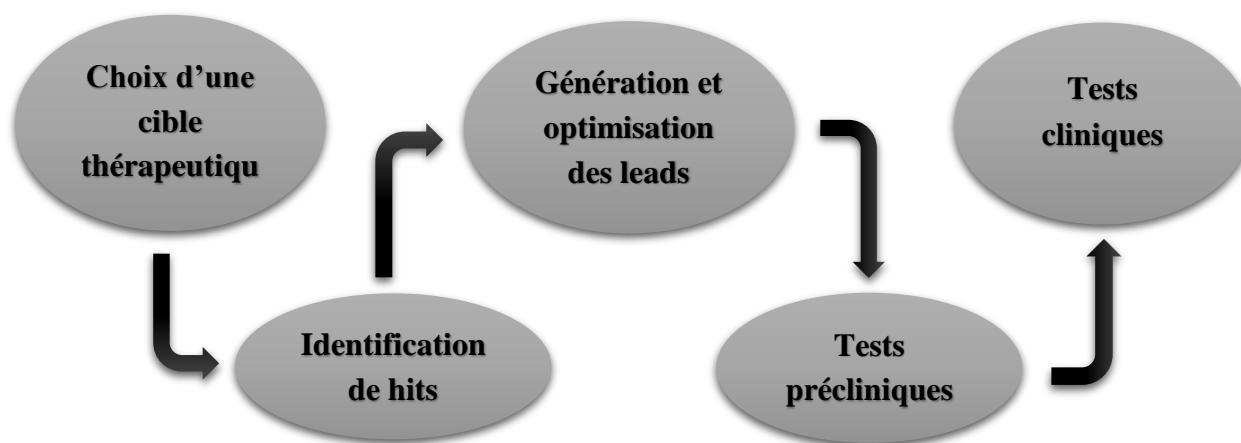 Choix d’une
cible
thérapeutiqu
Identification
de hits
Génération et
optimisation
des leads
Tests
précliniques
Tests
cliniques